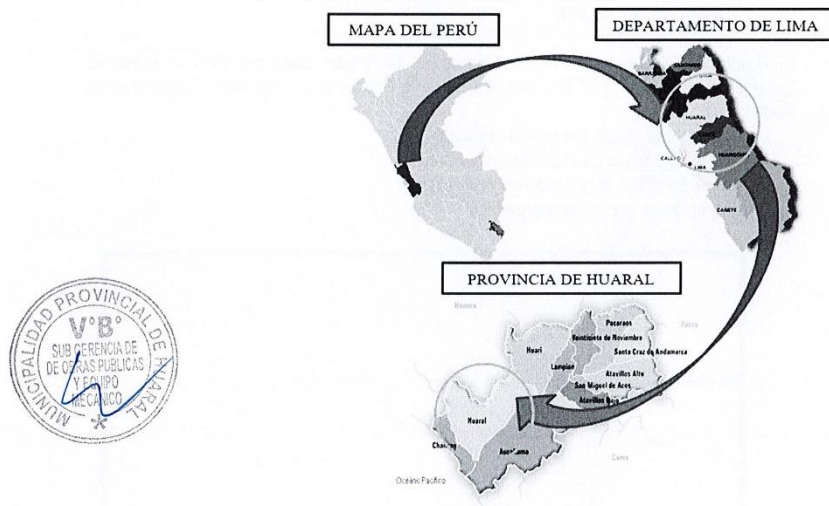 MAPA DEL PERÚ
DEPARTAMENTO DE LIMA
HUARAL
CALLAO
LIMA
CAÑETE
PROVINCIA DE HUARAL
Pacaraos
Veintisiete de Noviembre
Huari
Santa Cruz de Andamarca
Lampian
Atavillos Alto
San Miguel de Acos
Atavillos Bajo
Huaral
Aucallama
Canta
Océano Pacífico
MUNICIPALIDAD PROVINCIAL DE HUARAL
V°B°
SUB GERENCIA DE
DE OBRAS PUBLICAS
Y EQUIPO
MECANICO